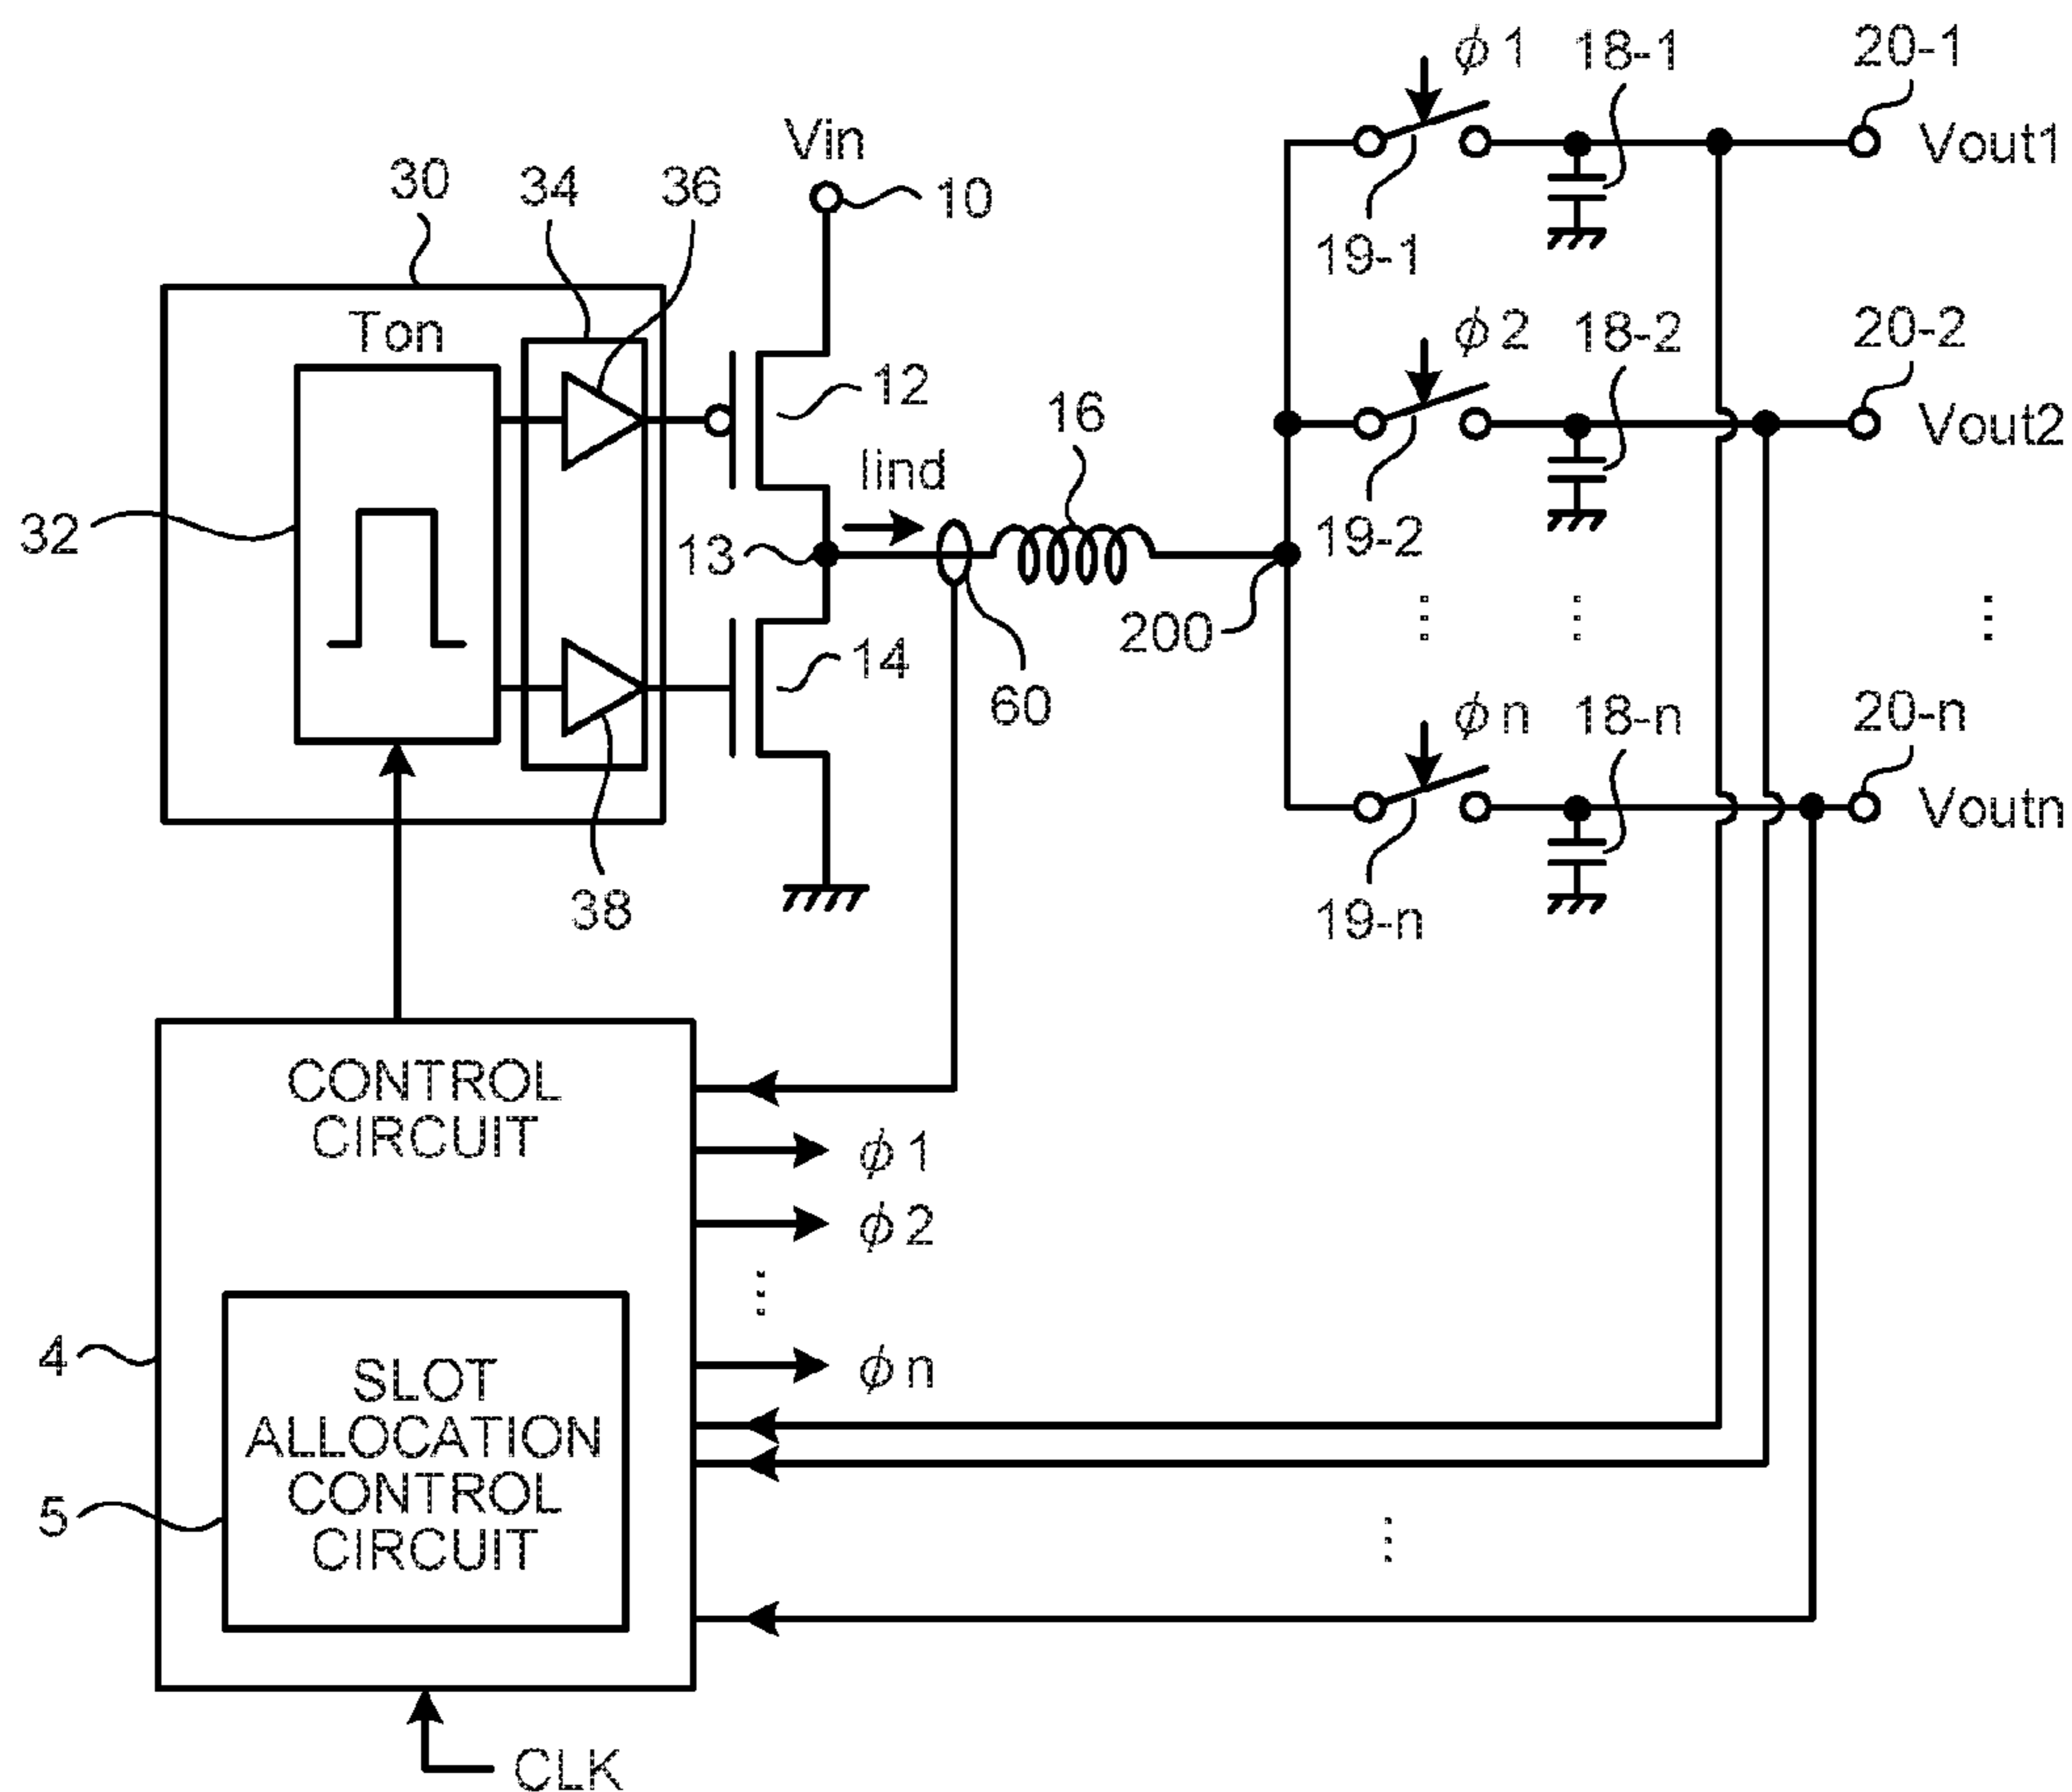 ϕ1
18-1
20-1
Vin
Vout1
30
34
36
10
19-1
Ton
ϕ2
18-2
20-2
12
16
Vout2
Iind
32
13
19-2
200
14
60
ϕn
18-n
20-n
Voutn
38
19-n
CONTROL
CIRCUIT
ϕ1
ϕ2
ϕn
4
SLOT
ALLOCATION
CONTROL
CIRCUIT
5
CLK